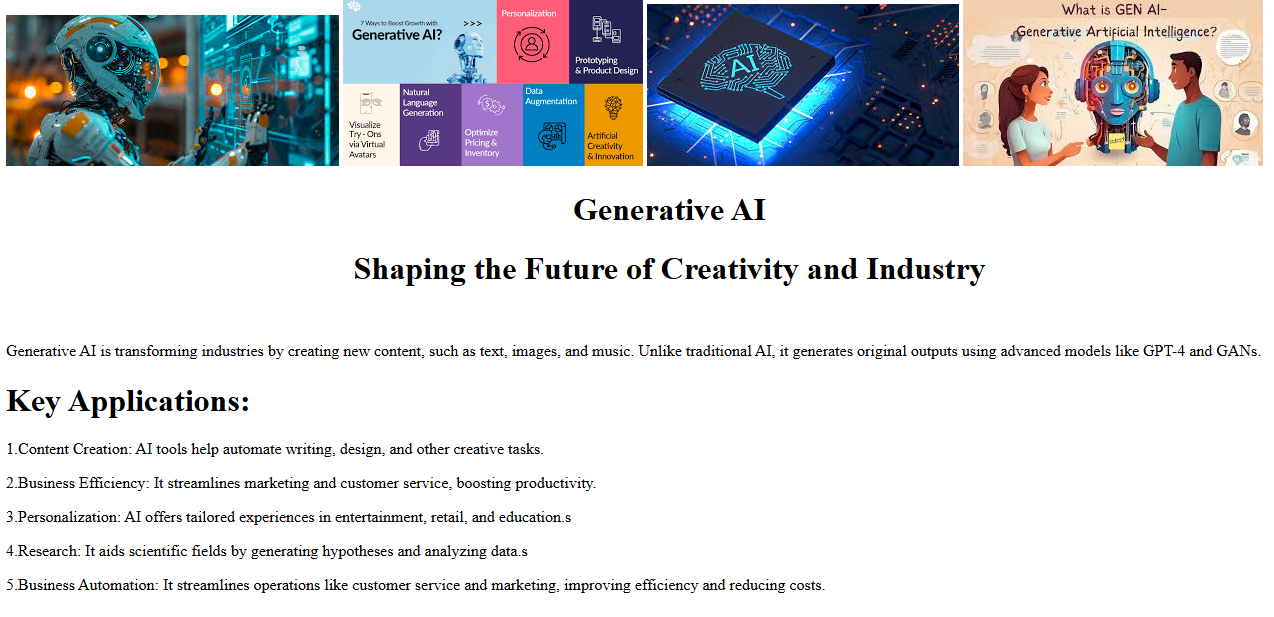 7 Ways to Boost Growth with
Generative AI?
>>>
Personalization
Prototyping
& Product Design
Visualize
Try - Ons
via Virtual
Avatars
Natural
Language
Generation
Optimize
Pricing &
Inventory
Data
Augmentation
Artificial
Creativity
& Innovation
AI
What is GEN AI-
Generative Artificial Intelligence?
Generative AI
Shaping the Future of Creativity and Industry
Generative AI is transforming industries by creating new content, such as text, images, and music. Unlike traditional AI, it generates original outputs using advanced models like GPT-4 and GANs.
Key Applications:
1.Content Creation: AI tools help automate writing, design, and other creative tasks.
2.Business Efficiency: It streamlines marketing and customer service, boosting productivity.
3.Personalization: AI offers tailored experiences in entertainment, retail, and education.s
4.Research: It aids scientific fields by generating hypotheses and analyzing data.s
5.Business Automation: It streamlines operations like customer service and marketing, improving efficiency and reducing costs.